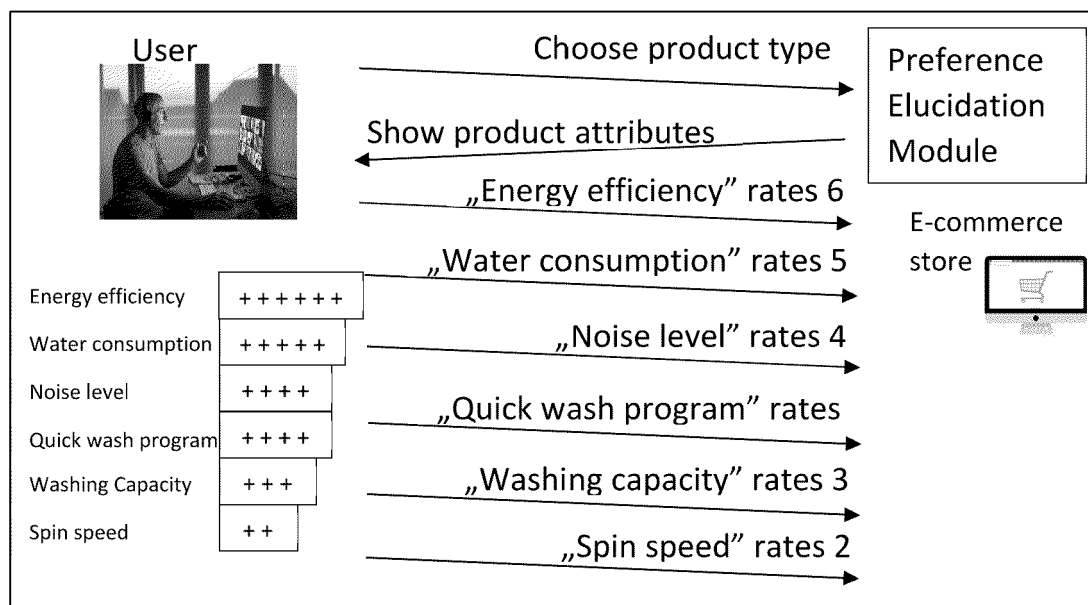 User
Choose product type
Preference
Elucidation
Module
Show product attributes
„Energy efficiency” rates 6
E-commerce
store
„Water consumption” rates 5
„Noise level” rates 4
„Quick wash program” rates
„Washing capacity” rates 3
„Spin speed” rates 2
Energy efficiency + + + + + +
Water consumption + + + + +
Noise level + + + +
Quick wash program + + + +
Washing Capacity + + +
Spin speed + +